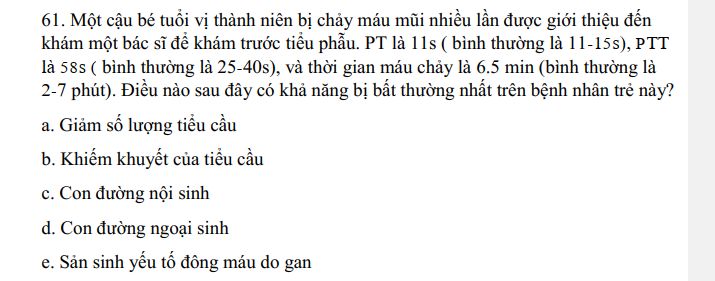 61. Một cậu bé tuổi vị thành niên bị chảy máu mũi nhiều lần được giới thiệu đến
khám một bác sĩ để khám trước tiểu phẫu. PT là 11s ( bình thường là 11-15s), PTT
là 58s ( bình thường là 25-40s), và thời gian máu chảy là 6.5 min (bình thường là
2-7 phút). Điều nào sau đây có khả năng bị bất thường nhất trên bệnh nhân trẻ này?
a. Giảm số lượng tiểu cầu
b. Khiếm khuyết của tiểu cầu
c. Con đường nội sinh
d. Con đường ngoại sinh
e. Sản sinh yếu tố đông máu do gan